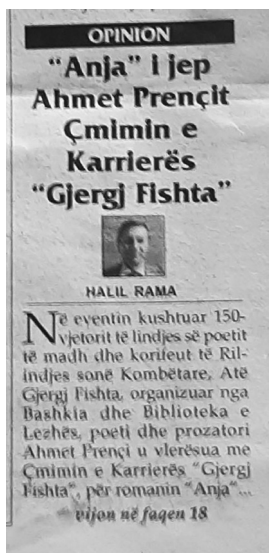 OPINION
“Anja” i jep
Ahmet Prençit
Çmimin e
Karrierës
“Gjergj Fishta”
HALIL RAMA
Në eventin kushtuar 150-
vjetorit të lindjes së poetit
të madh dhe korifeut të Ril-
indjes sonë Kombëtare, Atë
Gjergj Fishta, organizuar nga
Bashkia dhe Biblioteka e
Lezhës, poeti dhe prozatori
Ahmet Prençi u vlerësua me
Çmimin e Karrierës “Gjergj
Fishta”, për romanin “Anja”...
vijon në faqen 18